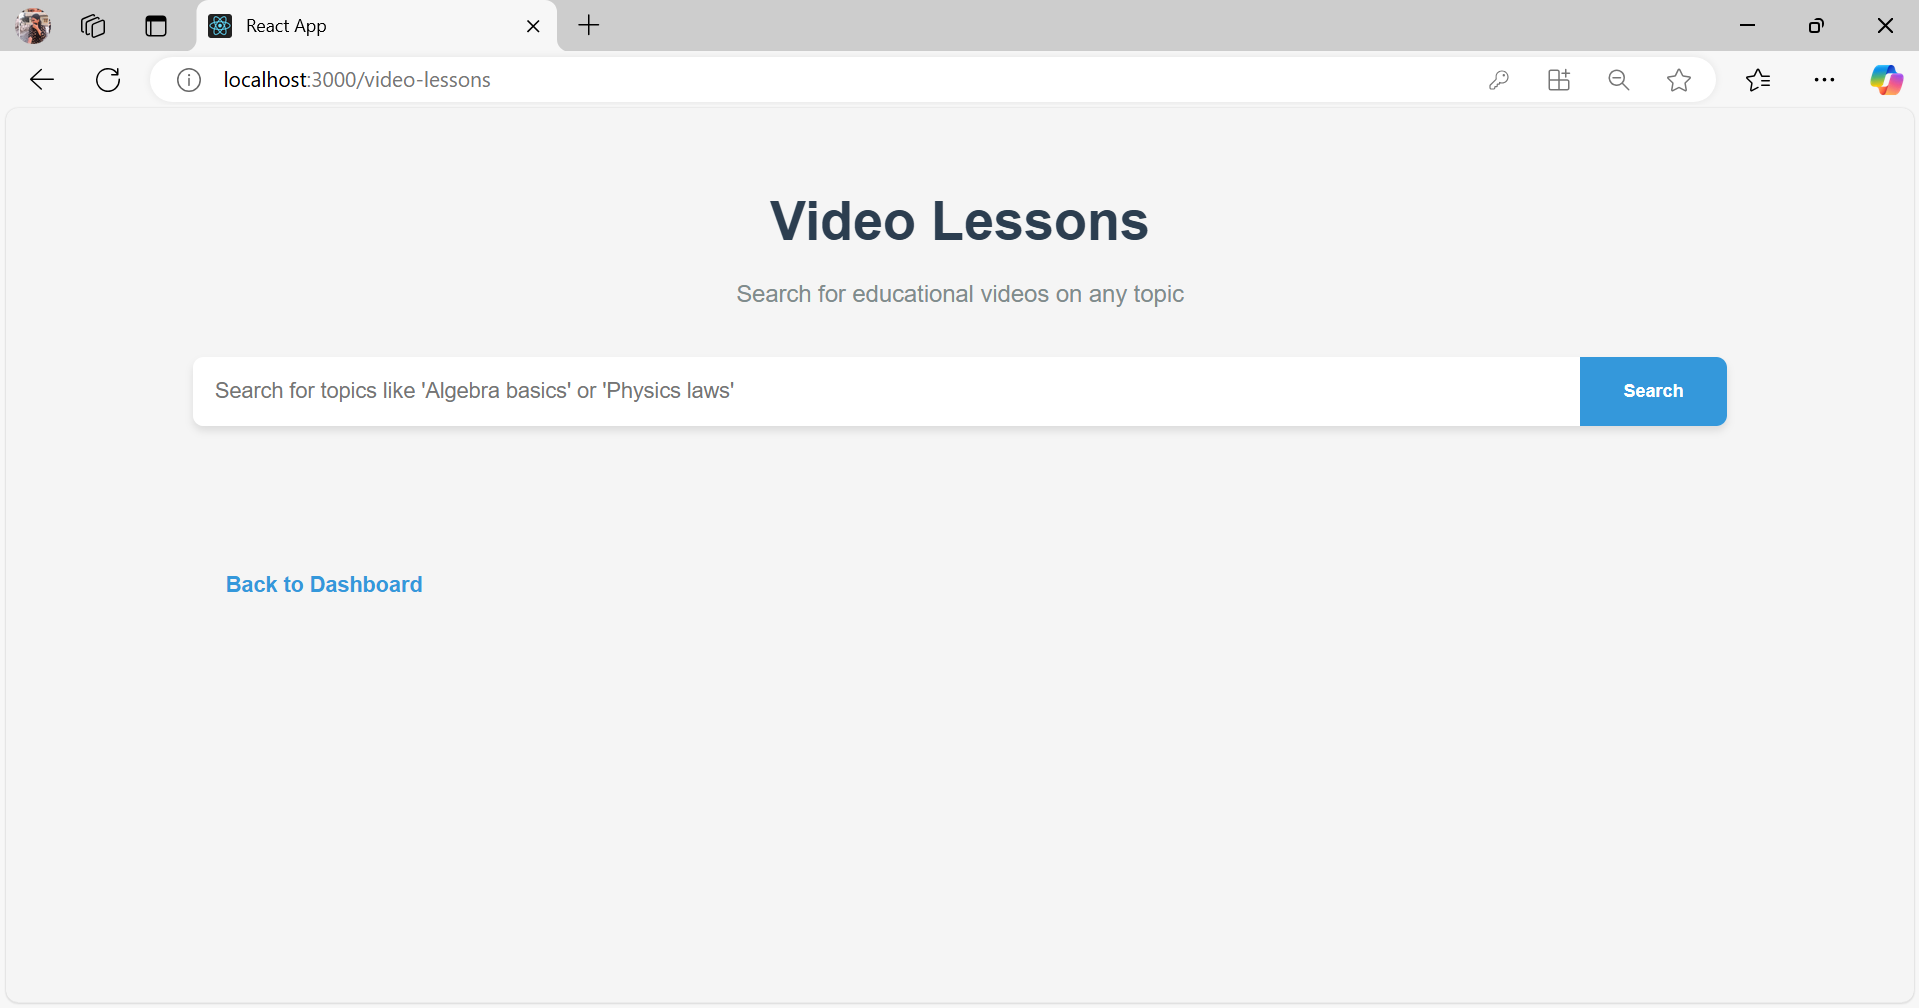 React App
localhost:3000/video-lessons
Video Lessons
Search for educational videos on any topic
Search for topics like 'Algebra basics' or 'Physics laws'
Search
Back to Dashboard